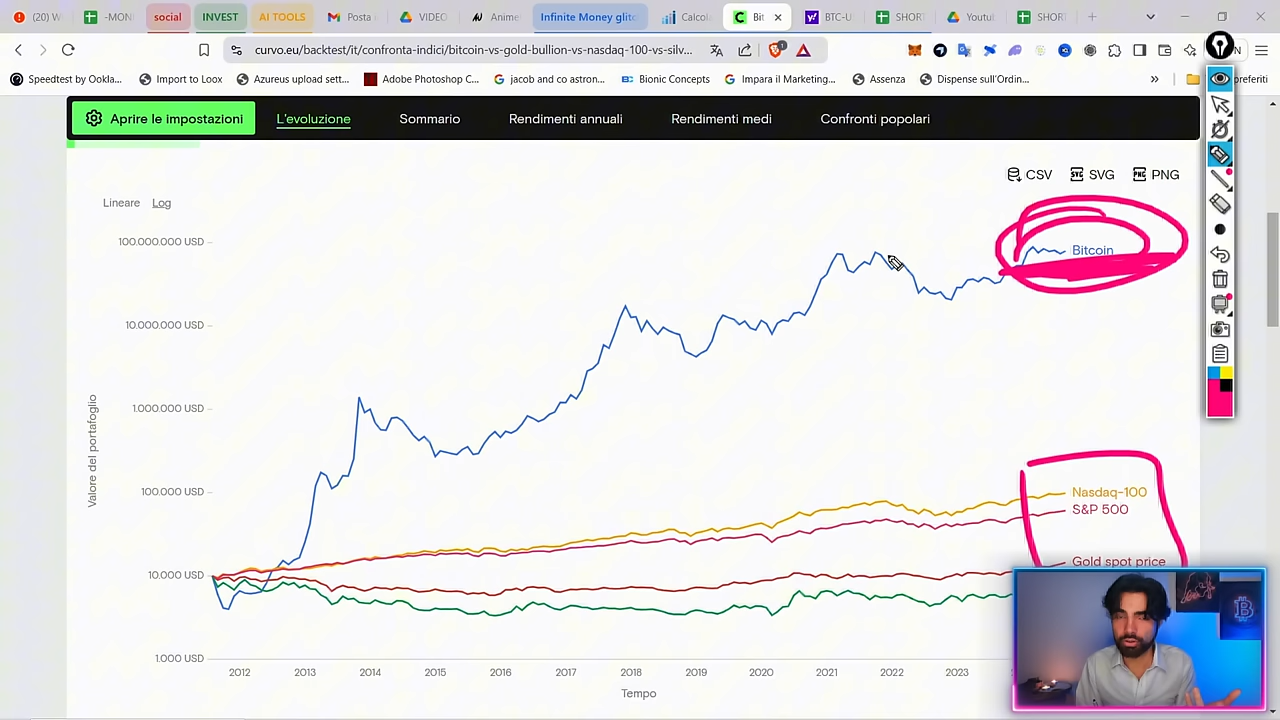 (20) W
-MONI
social
INVEST
AI TOOLS
Posta
VIDEO
Anime
Infinite Money glitc
Calcola
Bit
BTC-U
SHORT
Youtub
SHORT
curvo.eu/backtest/it/confronta-indici/bitcoin-vs-gold-bullion-vs-nasdaq-100-vs-silv...
Speedtest by Ookla...
Import to Loox
Azureus upload sett...
Adobe Photoshop C...
jacob and co astron...
Bionic Concepts
Impara il Marketing...
Assenza
Dispense sull'Ordin...
preferiti
Aprire le impostazioni
L'evoluzione
Sommario
Rendimenti annuali
Rendimenti medi
Confronti popolari
CSV
SVG
PNG
Lineare
Log
100.000.000 USD
Bitcoin
10.000.000 USD
1.000.000 USD
Valore del portafoglio
100.000 USD
Nasdaq-100
S&P 500
Gold spot price
10.000 USD
1.000 USD
2012
2013
2014
2015
2016
2017
2018
2019
2020
2021
2022
2023
Tempo